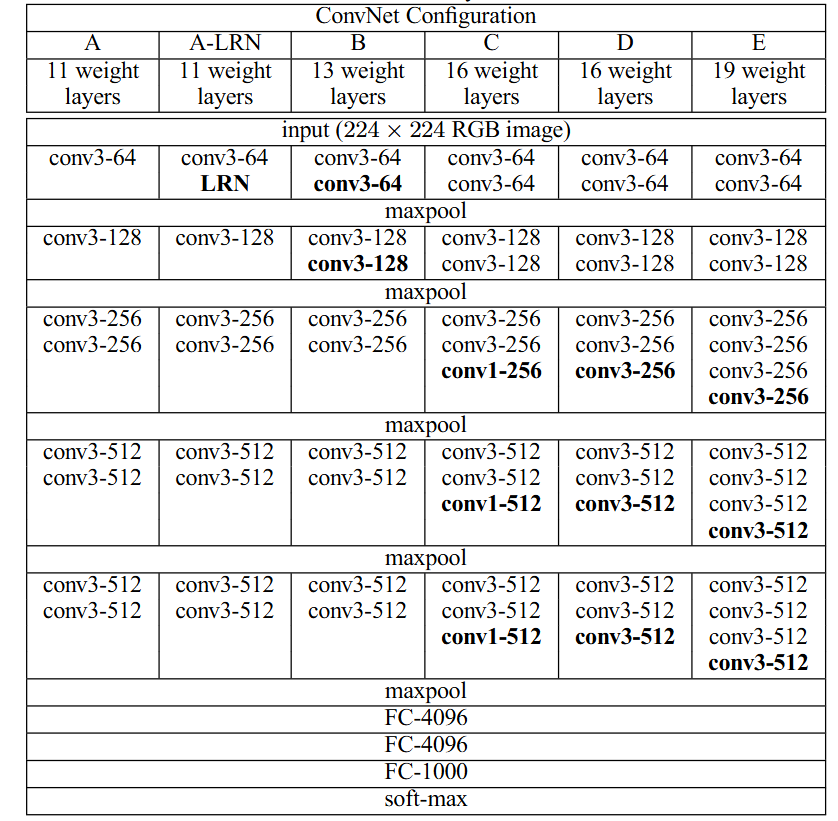 ConvNet Configuration
A A-LRN B C D E
11 weight 11 weight 13 weight 16 weight 16 weight 19 weight
layers layers layers layers layers layers
input (224 × 224 RGB image)
conv3-64 conv3-64 conv3-64 conv3-64 conv3-64 conv3-64
LRN conv3-64 conv3-64 conv3-64 conv3-64
maxpool
conv3-128 conv3-128 conv3-128 conv3-128 conv3-128 conv3-128
conv3-128 conv3-128 conv3-128 conv3-128
maxpool
conv3-256 conv3-256 conv3-256 conv3-256 conv3-256 conv3-256
conv3-256 conv3-256 conv3-256 conv3-256 conv3-256 conv3-256
conv1-256 conv3-256 conv3-256
conv3-256
maxpool
conv3-512 conv3-512 conv3-512 conv3-512 conv3-512 conv3-512
conv3-512 conv3-512 conv3-512 conv3-512 conv3-512 conv3-512
conv1-512 conv3-512 conv3-512
conv3-512
maxpool
conv3-512 conv3-512 conv3-512 conv3-512 conv3-512 conv3-512
conv3-512 conv3-512 conv3-512 conv3-512 conv3-512 conv3-512
conv1-512 conv3-512 conv3-512
conv3-512
maxpool
FC-4096
FC-4096
FC-1000
soft-max